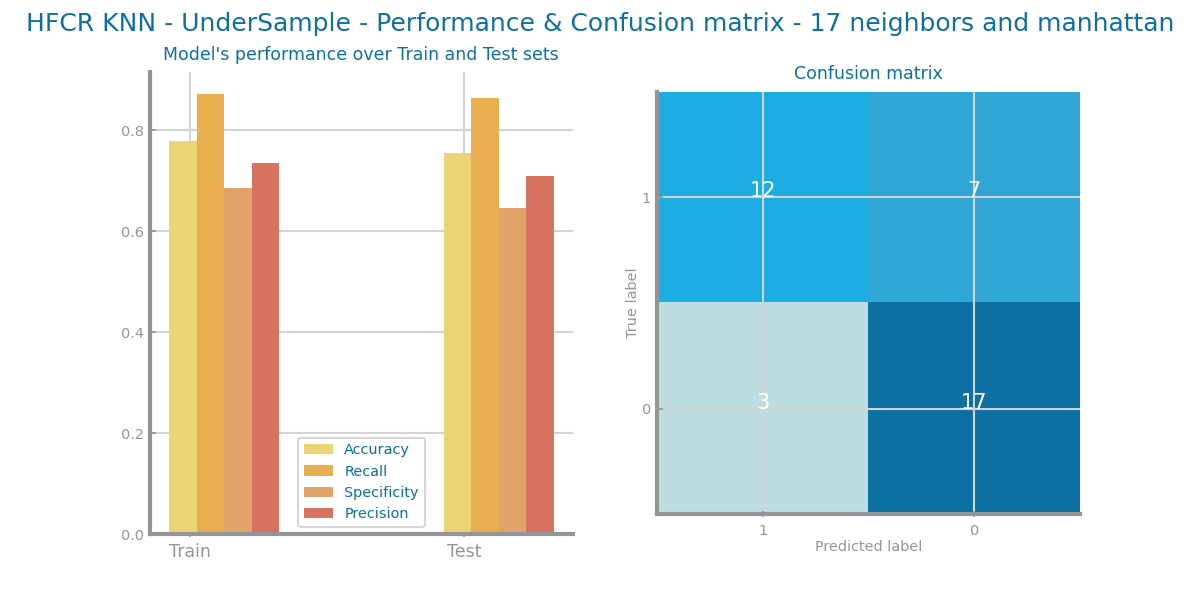 HFCR KNN - UnderSample - Performance & Confusion matrix - 17 neighbors and manhattan
Model's performance over Train and Test sets
0.8
0.6
0.4
0.2
0.0
Train
Test
Accuracy
Recall
Specificity
Precision
Confusion matrix
True label
1
0
12
7
3
17
1
0
Predicted label